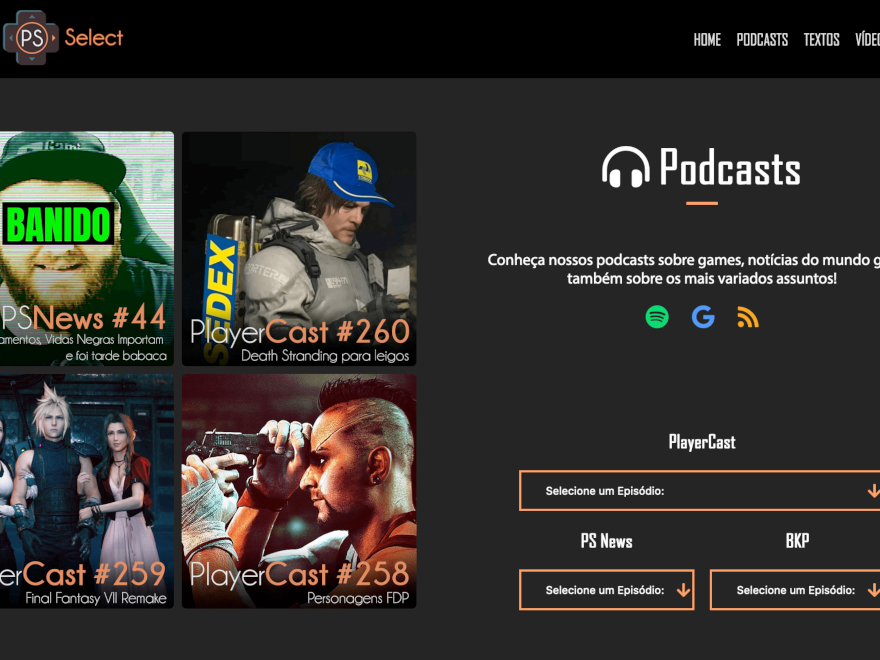 PS Select
HOME PODCASTS TEXTOS VÍDEO
BANIDO
PSNews #44
amentos, Vidas Negras Importam
e foi tarde babaca
SEDEX
PlayerCast #260
Death Stranding para leigos
erCast #259
Final Fantasy VII Remake
PlayerCast #258
Personagens FDP
Podcasts
Conheça nossos podcasts sobre games, notícias do mundo g
também sobre os mais variados assuntos!
PlayerCast
Selecione um Episódio:
PS News BKP
Selecione um Episódio: Selecione um Episódio: